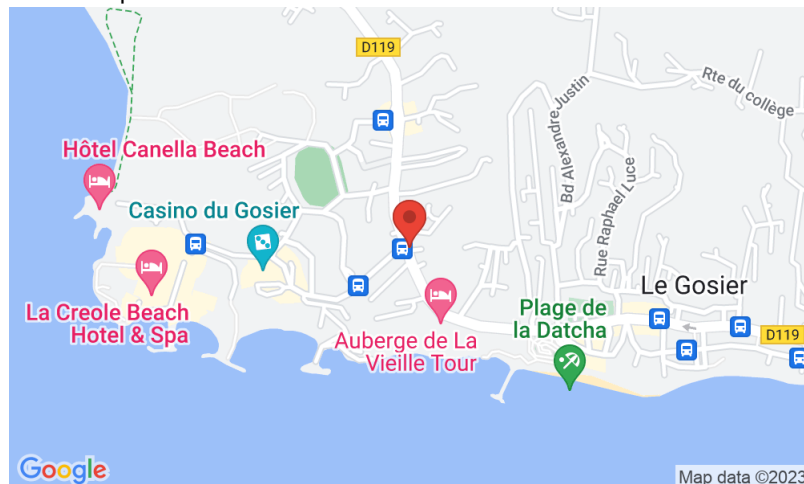 D119
Rte du collège
Bd Alexandre Justin
Hôtel Canella Beach
Rue Raphael Luce
Casino du Gosier
Le Gosier
La Creole Beach
Hotel & Spa
Plage de
la Datcha
Auberge de La
Vieille Tour
D119
Google
Map data ©2023